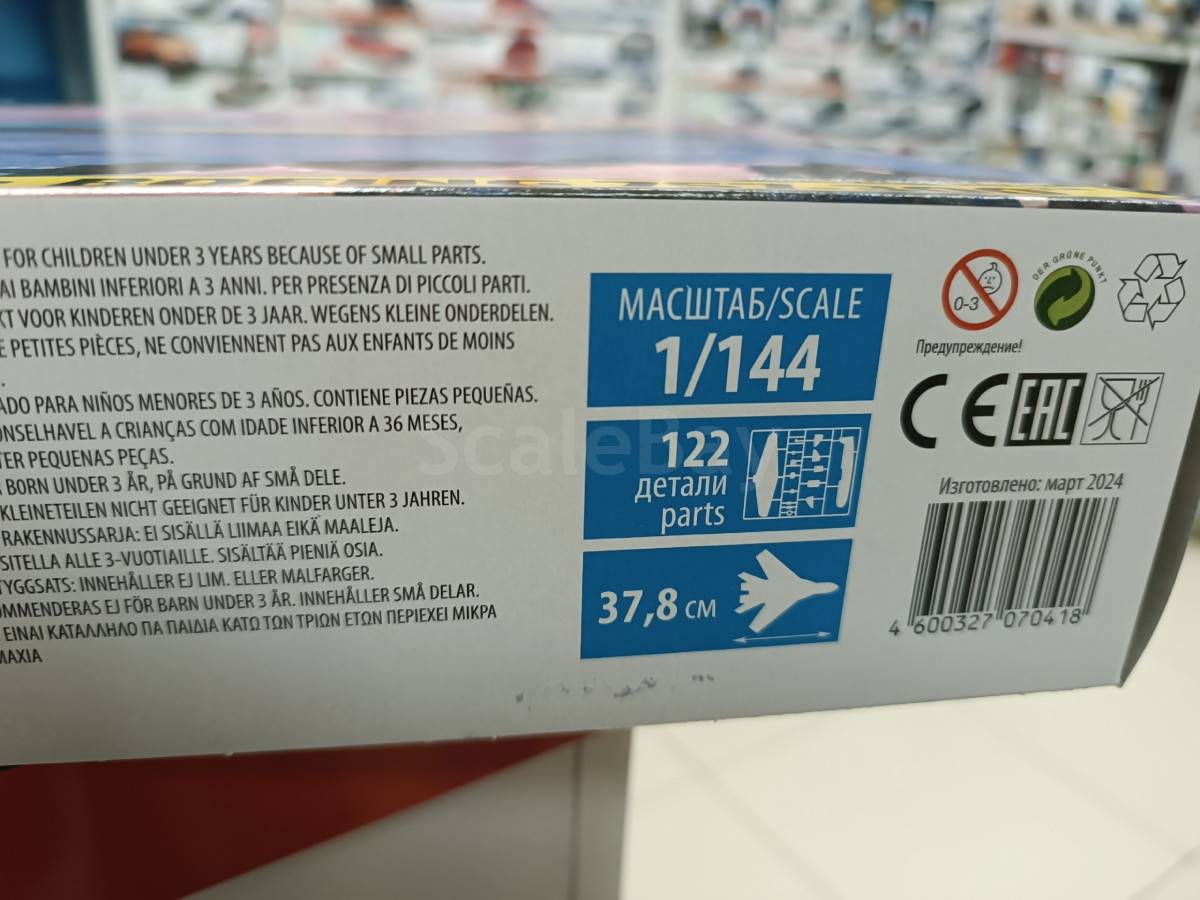 FOR CHILDREN UNDER 3 YEARS BECAUSE OF SMALL PARTS.
AI BAMBINI INFERIORI A 3 ANNI. PER PRESENZA DI PICCOLI PARTI.
KT VOOR KINDEREN ONDER DE 3 JAAR. WEGENS KLEINE ONDERDELEN.
E PETITES PIÈCES, NE CONVIENNENT PAS AUX ENFANTS DE MOINS
.
ADO PARA NIÑOS MENORES DE 3 AÑOS. CONTIENE PIEZAS PEQUEÑAS.
ONSELHAVEL A CRIANÇAS COM IDADE INFERIOR A 36 MESES,
TER PEQUENAS PEÇAS.
R BORN UNDER 3 ÅR, PÅ GRUND AF SMÅ DELE.
KLEINETEILEN NICHT GEEIGNET FÜR KINDER UNTER 3 JAHREN.
RAKENNUSSARJA: EI SISÄLLÄ LIIMAA EIKÄ MAALEJA.
SITELLA ALLE 3-VUOTIAILLE. SISÄLTÄÄ PIENIÄ OSIA.
YGGSATS: INNEHÅLLER EJ LIM. ELLER MALFARGER.
OMMENDERAS EJ FÖR BARN UNDER 3 ÅR. INNEHÅLLER SMÅ DELAR.
ΕΙΝΑΙ ΚΑΤΑΛΛΗΛΟ ΠΑ ΠΑΙΔΙΑ ΚΑΤΩ ΤΩΝ ΤΡΙΩΝ ΕΤΩΝ ΠΕΡΙΕΧΕΙ ΜΙΚΡΑ
ΜΑΧΙΑ
МАСШТАБ/SCALE
1/144
122
детали
parts
37,8 см
0-3
DER GRÜNE PUNKT
Предупреждение!
CE EAC
Изготовлено: март 2024
4 600327 070418
ScaleBay